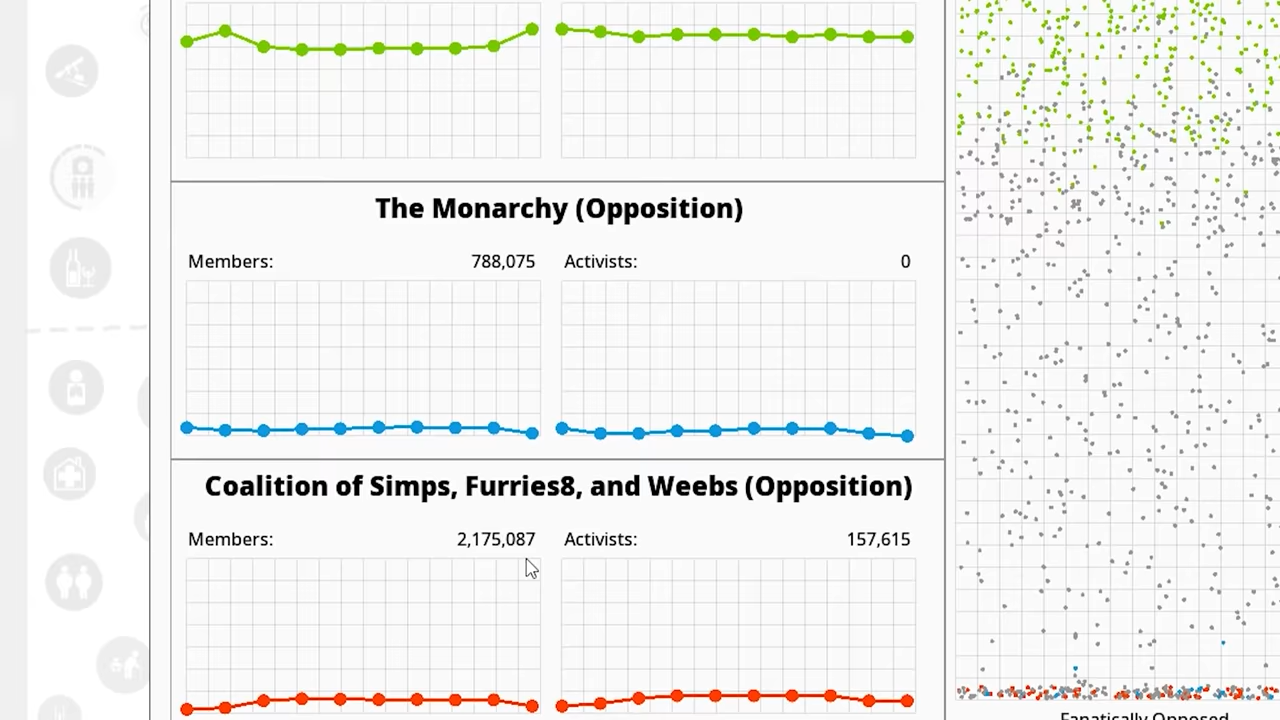 The Monarchy (Opposition)
Members: 788,075 Activists: 0
Coalition of Simps, Furries8, and Weebs (Opposition)
Members: 2,175,087 Activists: 157,615
Fanatically Opposed